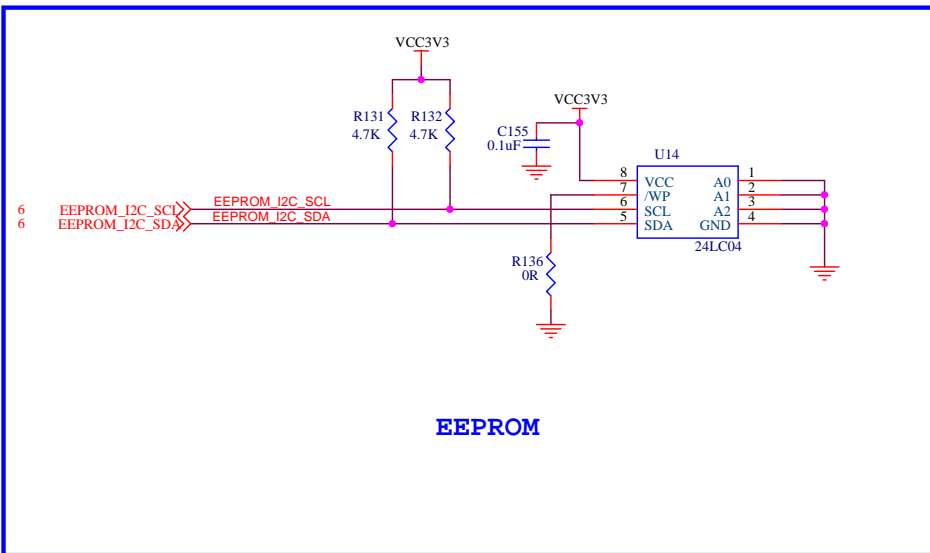 VCC3V3
R131
4.7K
R132
4.7K
VCC3V3
C155
0.1uF
U14
8
7
6
5
VCC
/WP
SCL
SDA
A0
A1
A2
GND
1
2
3
4
24LC04
6
EEPROM_I2C_SCL
EEPROM_I2C_SCL
6
EEPROM_I2C_SDA
EEPROM_I2C_SDA
R136
0R
EEPROM